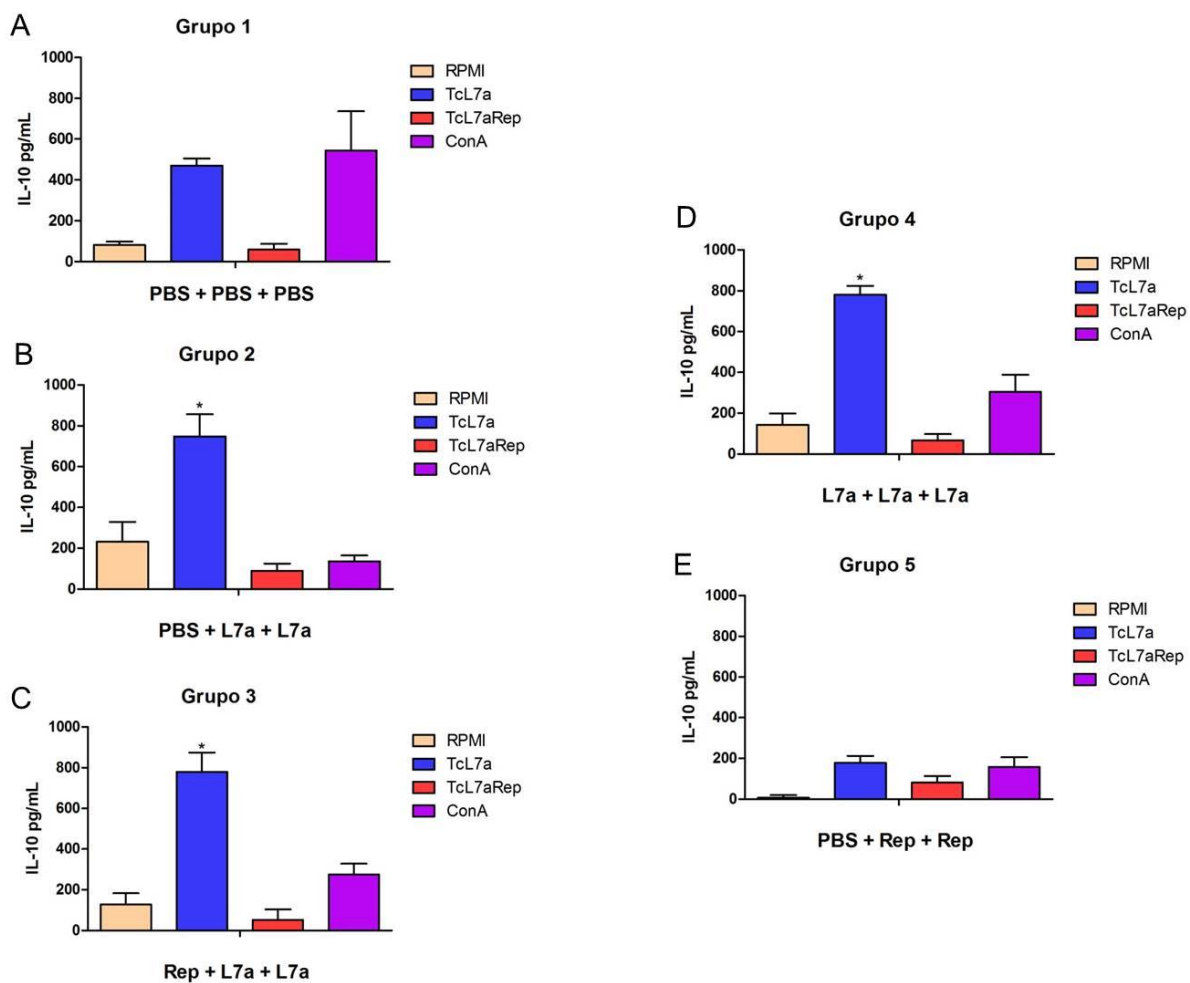 A
Grupo 1
IL-10 pg/mL
1000
800
600
400
200
0
RPMI
TcL7a
TcL7aRep
ConA
PBS + PBS + PBS
B
Grupo 2
IL-10 pg/mL
1000
800
600
400
200
0
*
RPMI
TcL7a
TcL7aRep
ConA
PBS + L7a + L7a
C
Grupo 3
IL-10 pg/mL
1000
800
600
400
200
0
*
RPMI
TcL7a
TcL7aRep
ConA
Rep + L7a + L7a
D
Grupo 4
IL-10 pg/mL
1000
800
600
400
200
0
*
RPMI
TcL7a
TcL7aRep
ConA
L7a + L7a + L7a
E
Grupo 5
IL-10 pg/mL
1000
800
600
400
200
0
RPMI
TcL7a
TcL7aRep
ConA
PBS + Rep + Rep